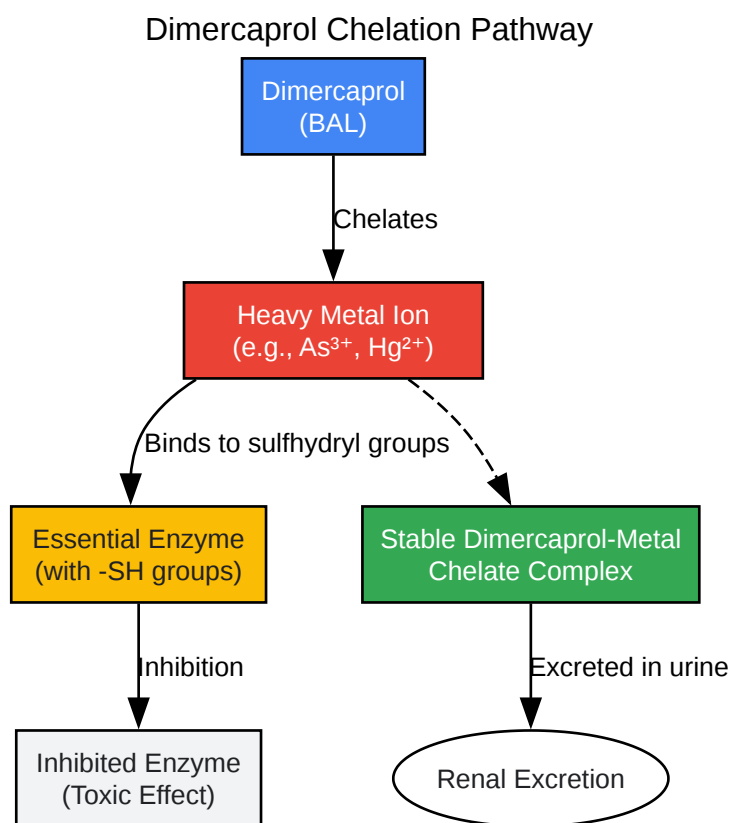 Dimercaprol Chelation Pathway
Dimercaprol
(BAL)
Chelates
Heavy Metal Ion
(e.g., As³⁺, Hg²⁺)
Binds to sulfhydryl groups
Essential Enzyme
(with -SH groups)
Stable Dimercaprol-Metal
Chelate Complex
Inhibition
Excreted in urine
Inhibited Enzyme
(Toxic Effect)
Renal Excretion